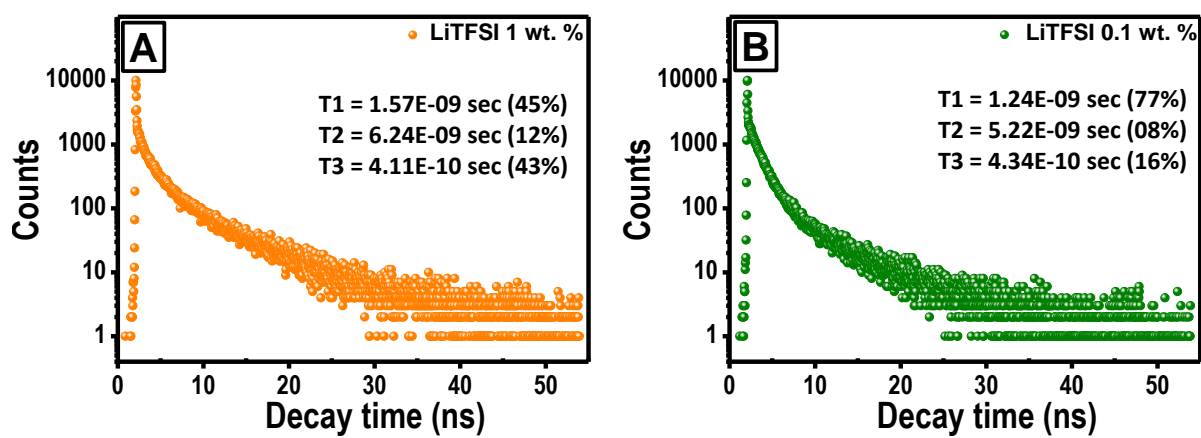 A
LiTFSI 1 wt. %
T1 = 1.57E-09 sec (45%)
T2 = 6.24E-09 sec (12%)
T3 = 4.11E-10 sec (43%)
Counts
10000
1000
100
10
1
0 10 20 30 40 50
Decay time (ns)
B
LiTFSI 0.1 wt. %
T1 = 1.24E-09 sec (77%)
T2 = 5.22E-09 sec (08%)
T3 = 4.34E-10 sec (16%)
Counts
10000
1000
100
10
1
0 10 20 30 40 50
Decay time (ns)